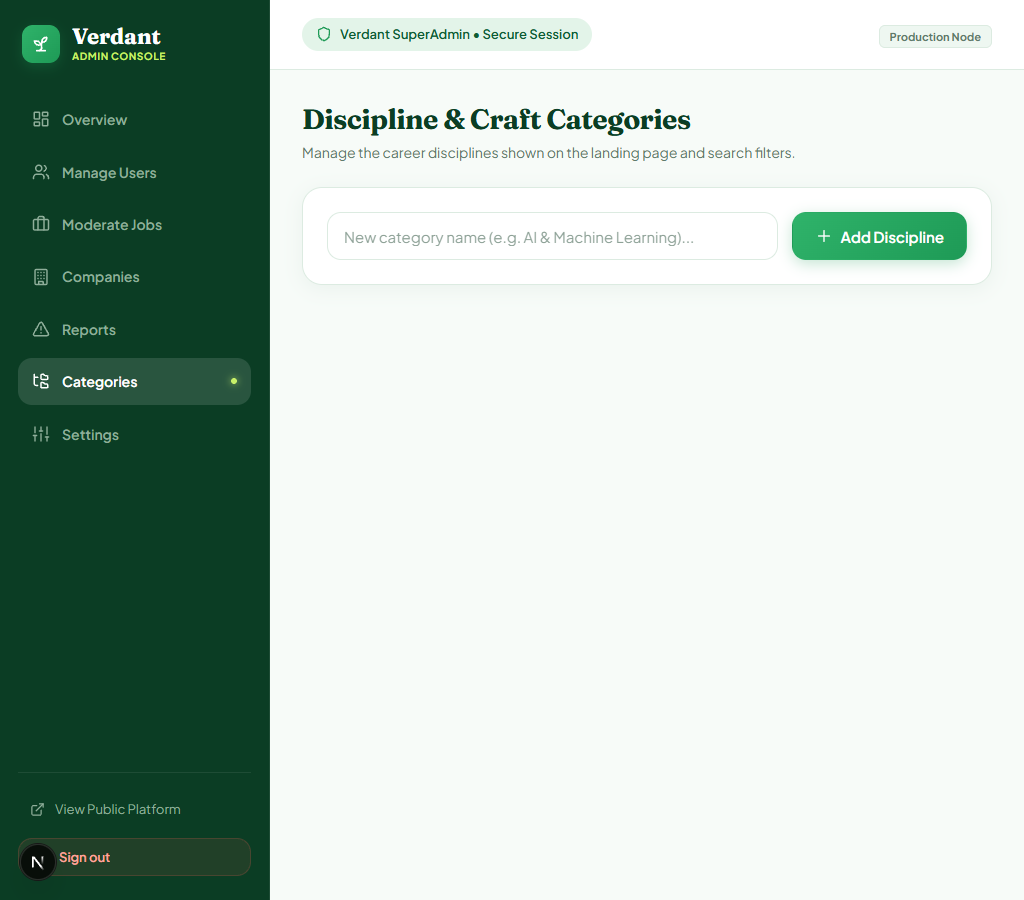 Verdant
ADMIN CONSOLE
Overview
Manage Users
Moderate Jobs
Companies
Reports
Categories
Settings
View Public Platform
N
Sign out
Verdant SuperAdmin • Secure Session
Production Node
Discipline & Craft Categories
Manage the career disciplines shown on the landing page and search filters.
New category name (e.g. AI & Machine Learning)...
Add Discipline